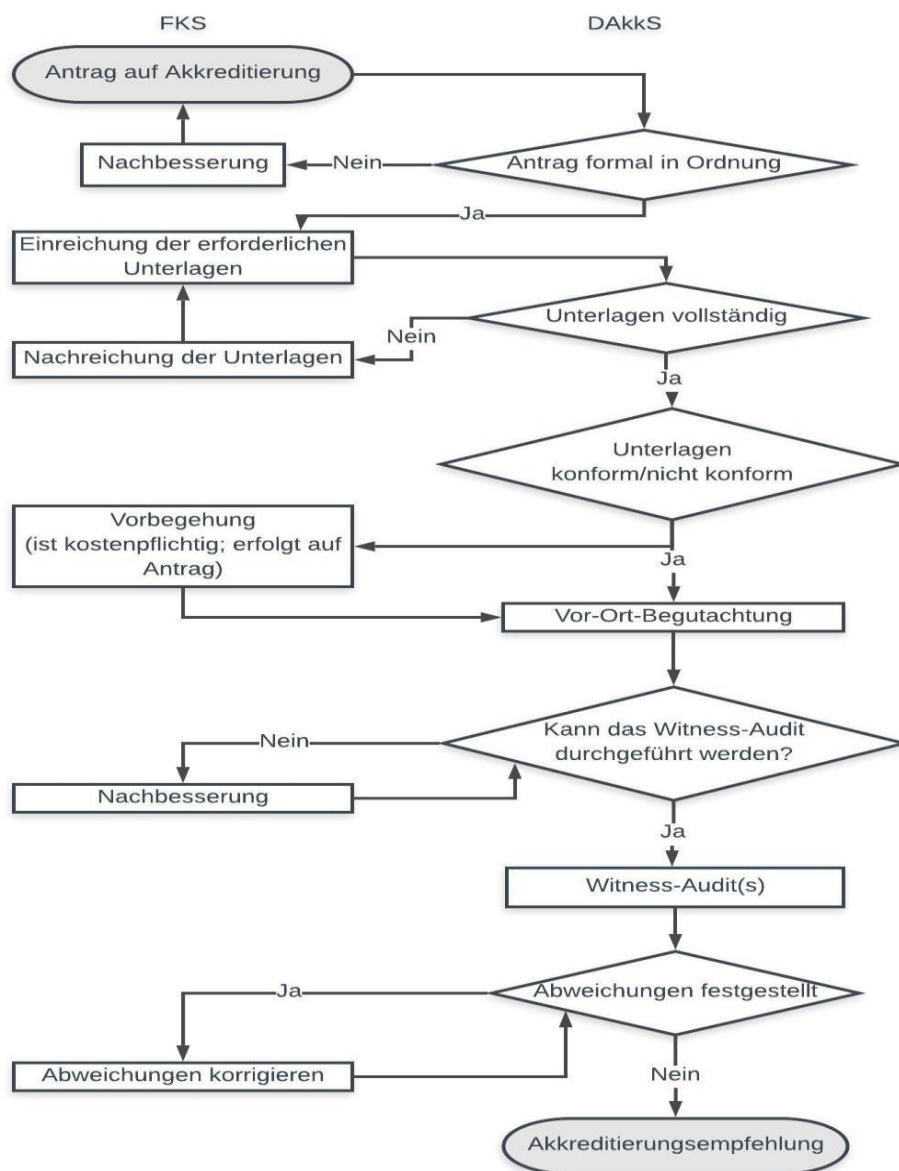 FKS
DAkkS
Antrag auf Akkreditierung
Nachbesserung
Nein
Antrag formal in Ordnung
Ja
Einreichung der erforderlichen
Unterlagen
Unterlagen vollständig
Nein
Nachreichung der Unterlagen
Ja
Unterlagen
konform/nicht konform
Vorbegehung
(ist kostenpflichtig; erfolgt auf
Antrag)
Ja
Vor-Ort-Begutachtung
Kann das Witness-Audit
durchgeführt werden?
Nein
Nachbesserung
Ja
Witness-Audit(s)
Abweichungen festgestellt
Ja
Abweichungen korrigieren
Nein
Akkreditierungsempfehlung